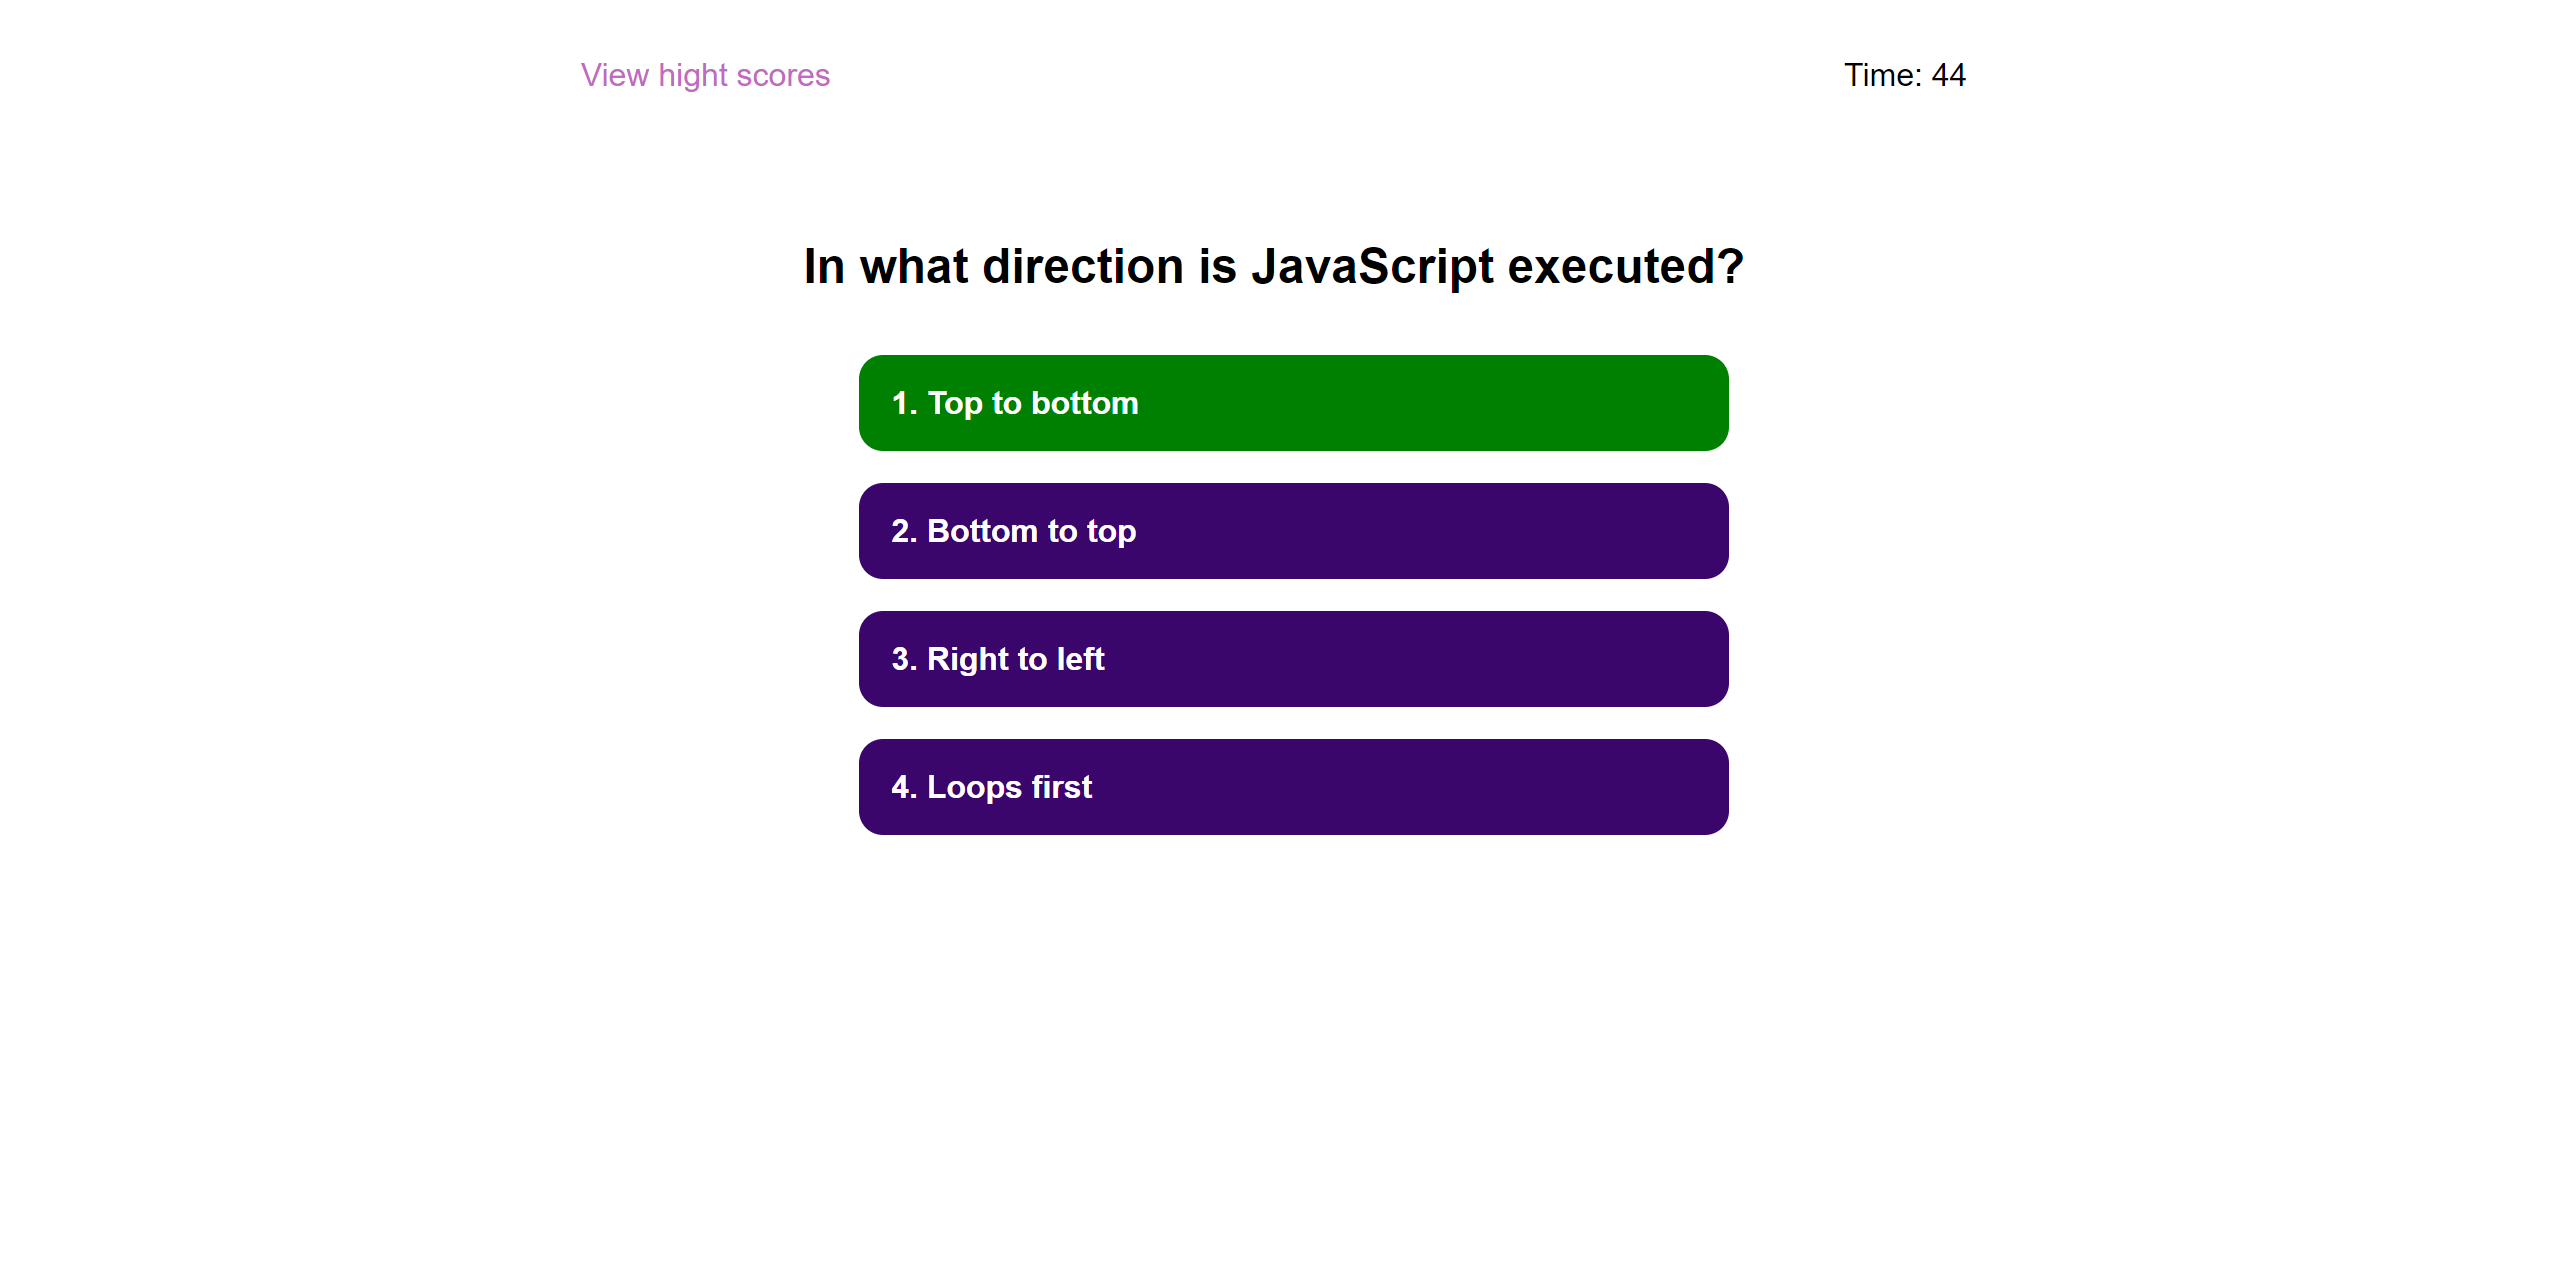 View hight scores
Time: 44
In what direction is JavaScript executed?
1. Top to bottom
2. Bottom to top
3. Right to left
4. Loops first